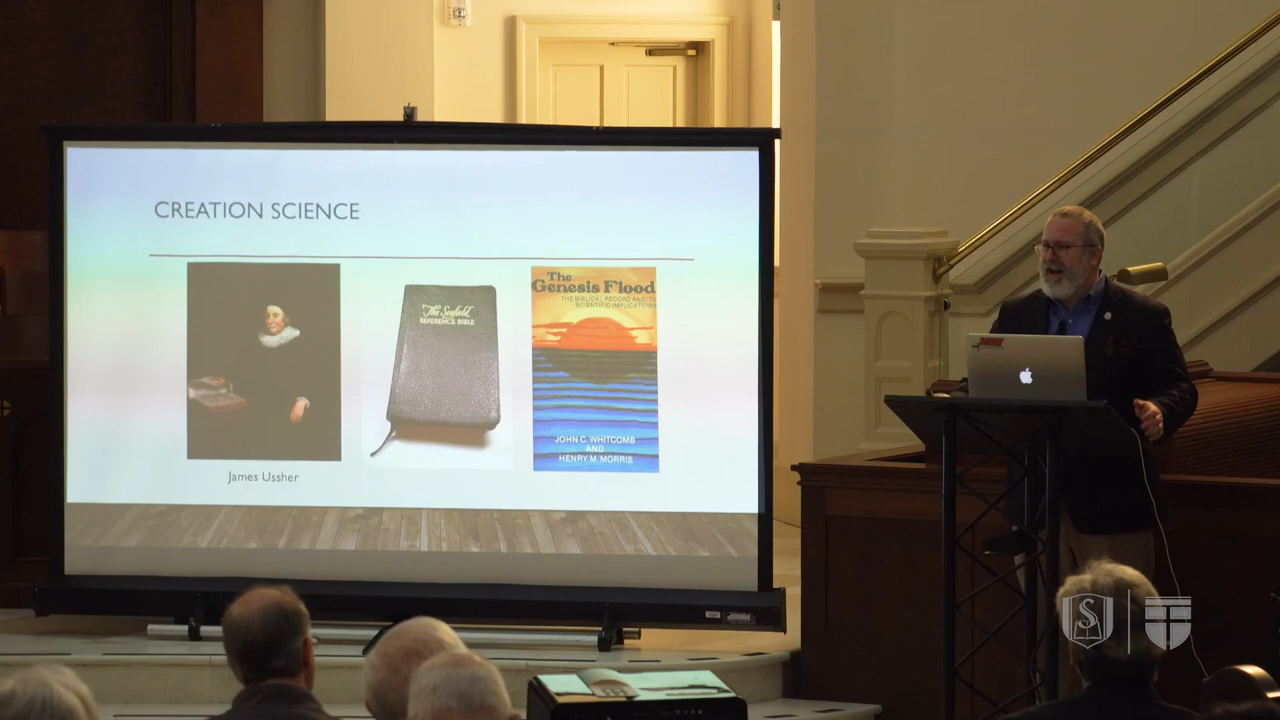 CREATION SCIENCE
The Scofield
REFERENCE BIBLE
The
Genesis Flood
THE BIBLICAL RECORD AND ITS
SCIENTIFIC IMPLICATIONS
JOHN C. WHITCOMB
AND
HENRY M. MORRIS
James Ussher
S